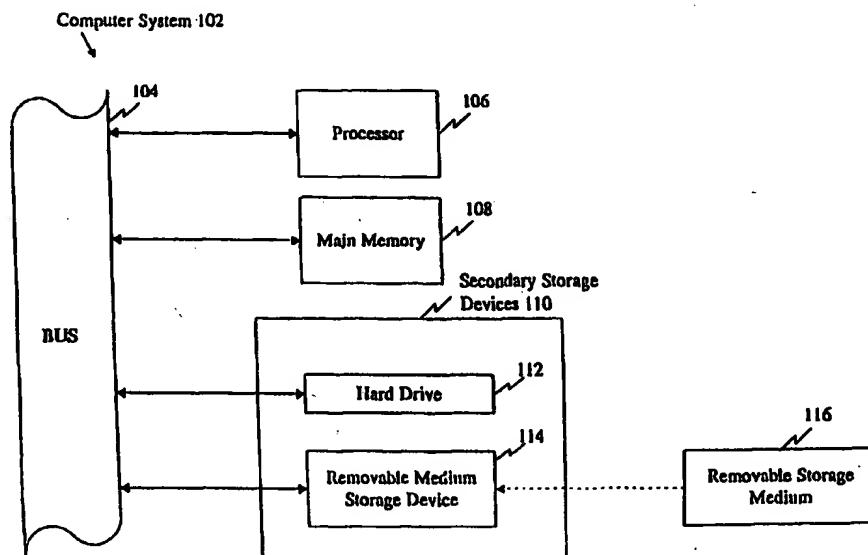 Computer System 102
104
106
Processor
108
Main Memory
Secondary Storage
Devices 110
BUS
112
Hard Drive
114
Removable Medium
Storage Device
116
Removable Storage
Medium